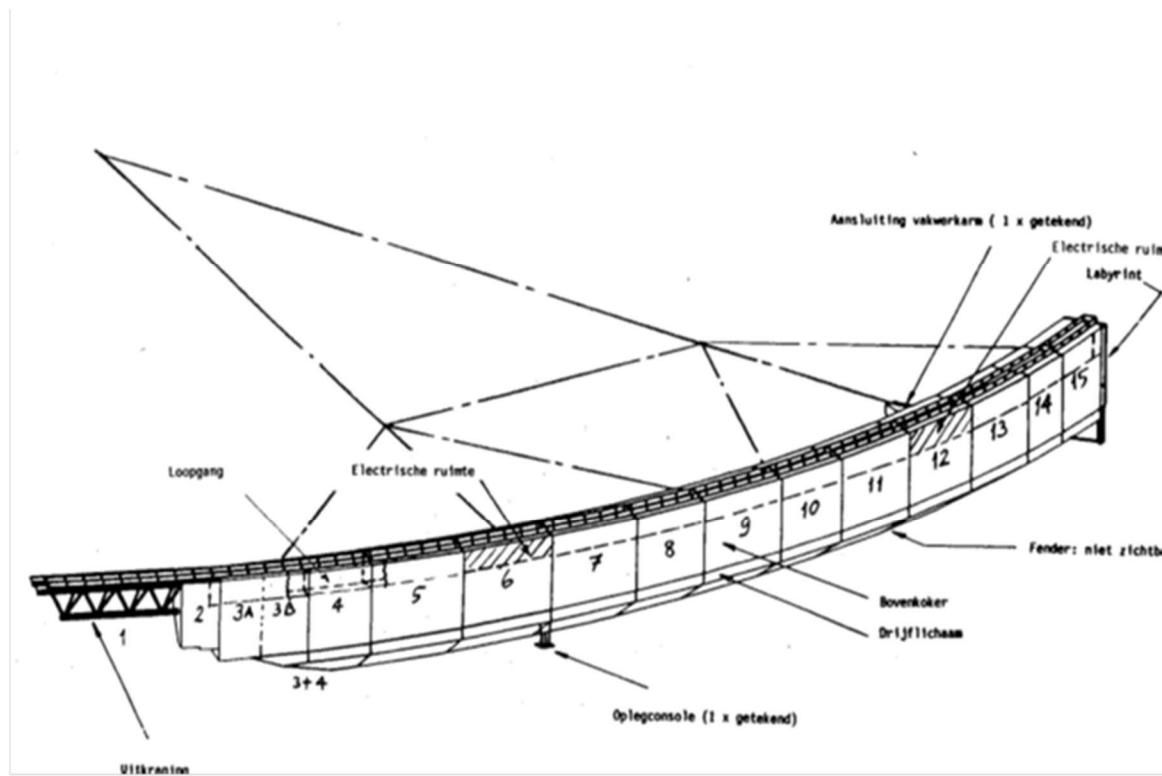 Aansluiting vakwerkarm ( 1 x getekend)
Electrische ruim
Labyrint
Loopgang
Electrische ruimte
1
2
3A
3B
4
5
6
7
8
9
10
11
12
13
14
15
3+4
Fender: niet zichtb
Bovenkoker
Drijflichaam
Oplegconsole (1 x getekend)
Uitkraning